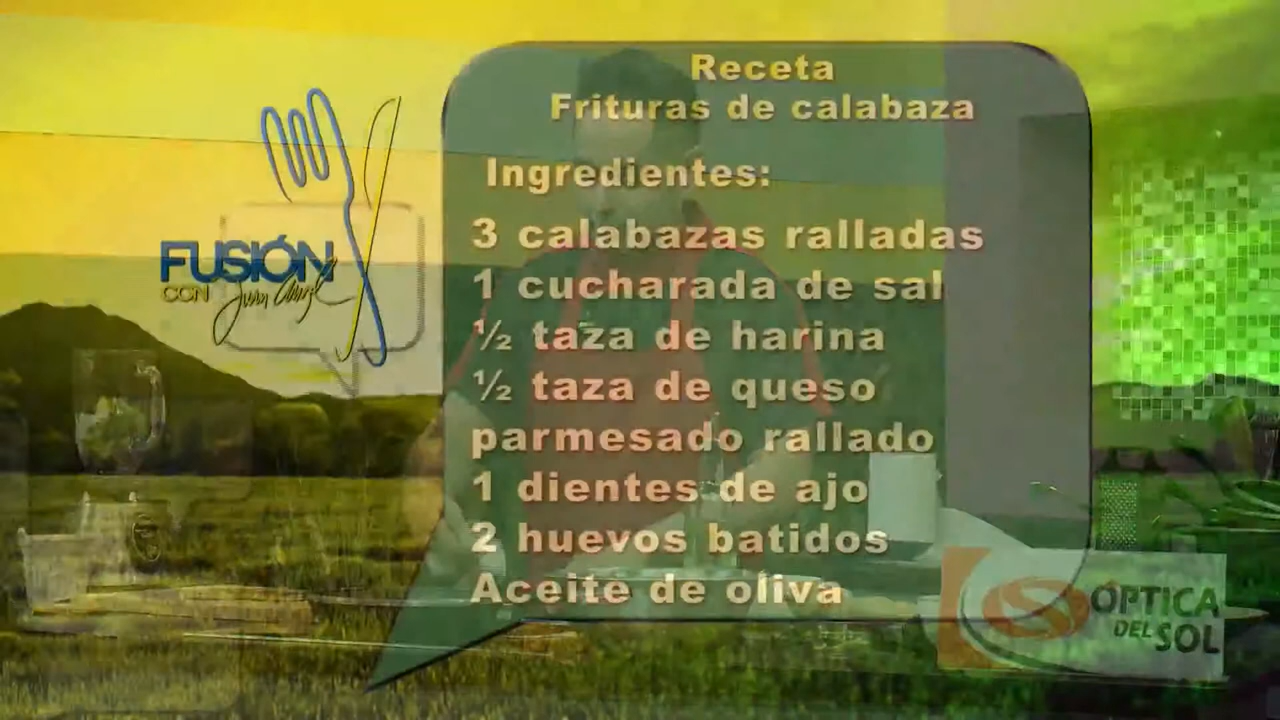 Receta
Frituras de calabaza
Ingredientes:
3 calabazas ralladas
1 cucharada de sal
½ taza de harina
½ taza de queso
parmesado rallado
1 dientes de ajo
2 huevos batidos
Aceite de oliva
FUSIÓN
CON Juan Angel
ÓPTICA
DEL SOL